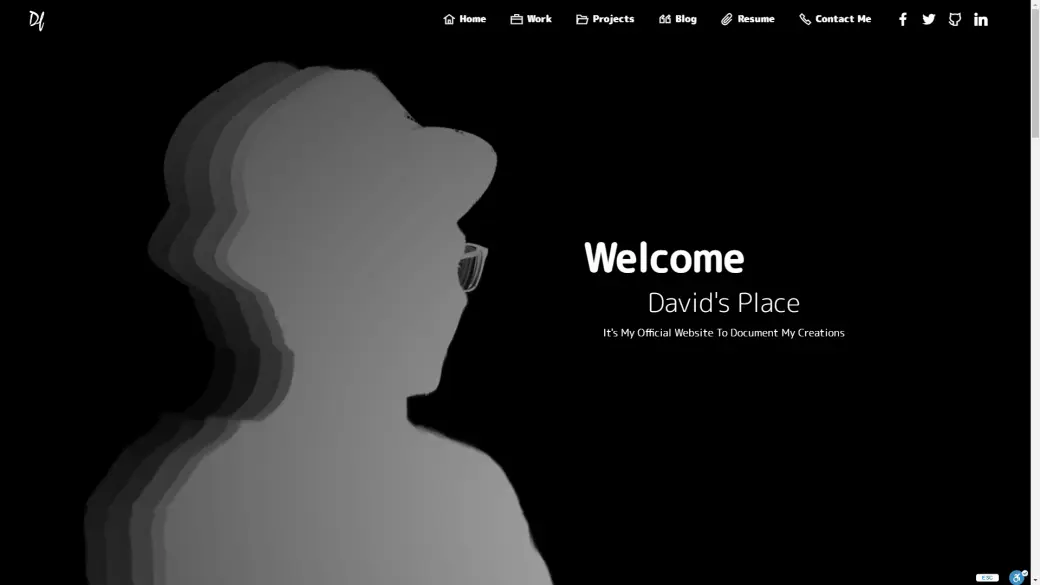 Df
Home Work Projects Blog Resume Contact Me
Welcome
David's Place
It's My Official Website To Document My Creations
ESC